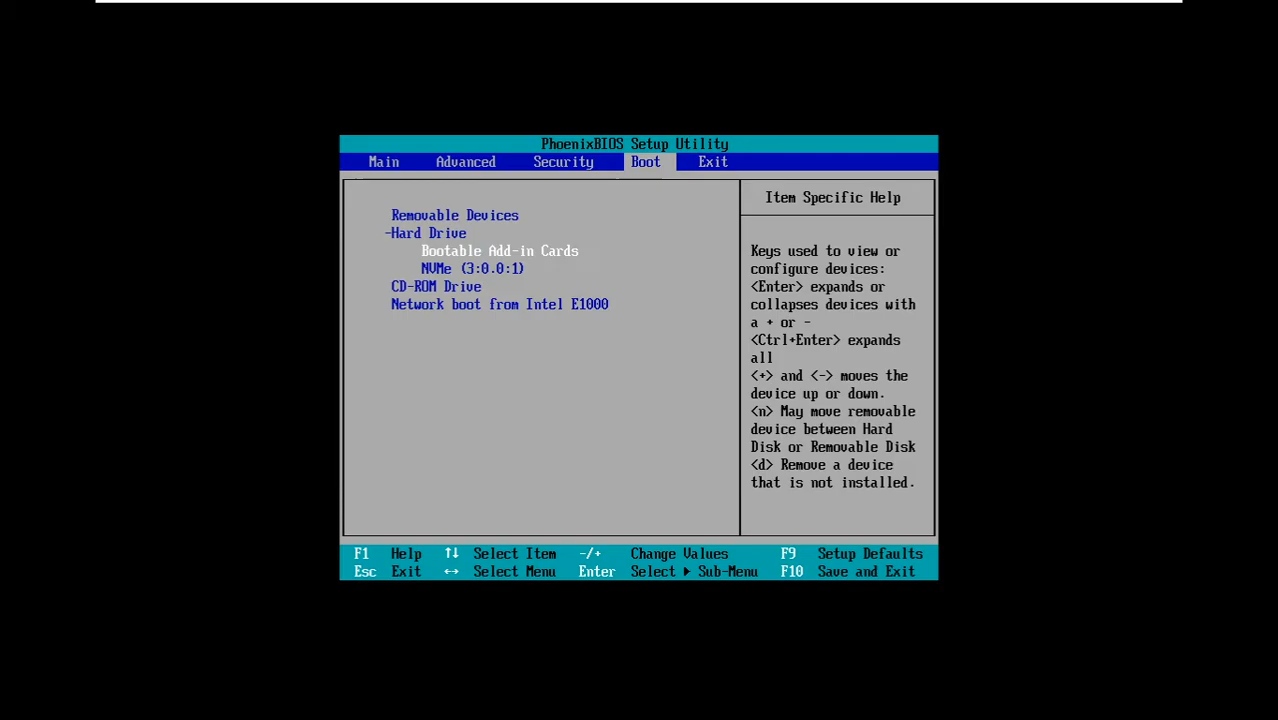 PhoenixBIOS Setup Utility
Main Advanced Security Boot Exit
Removable Devices
-Hard Drive
Bootable Add-in Cards
NVMe (3:0.0:1)
CD-ROM Drive
Network boot from Intel E1000
Item Specific Help
Keys used to view or
configure devices:
<Enter> expands or
collapses devices with
a + or -
<Ctrl+Enter> expands
all
<+> and <-> moves the
device up or down.
<n> May move removable
device between Hard
Disk or Removable Disk
<d> Remove a device
that is not installed.
F1 Help ↑↓ Select Item -/+ Change Values F9 Setup Defaults
Esc Exit ↔ Select Menu Enter Select ▶ Sub-Menu F10 Save and Exit